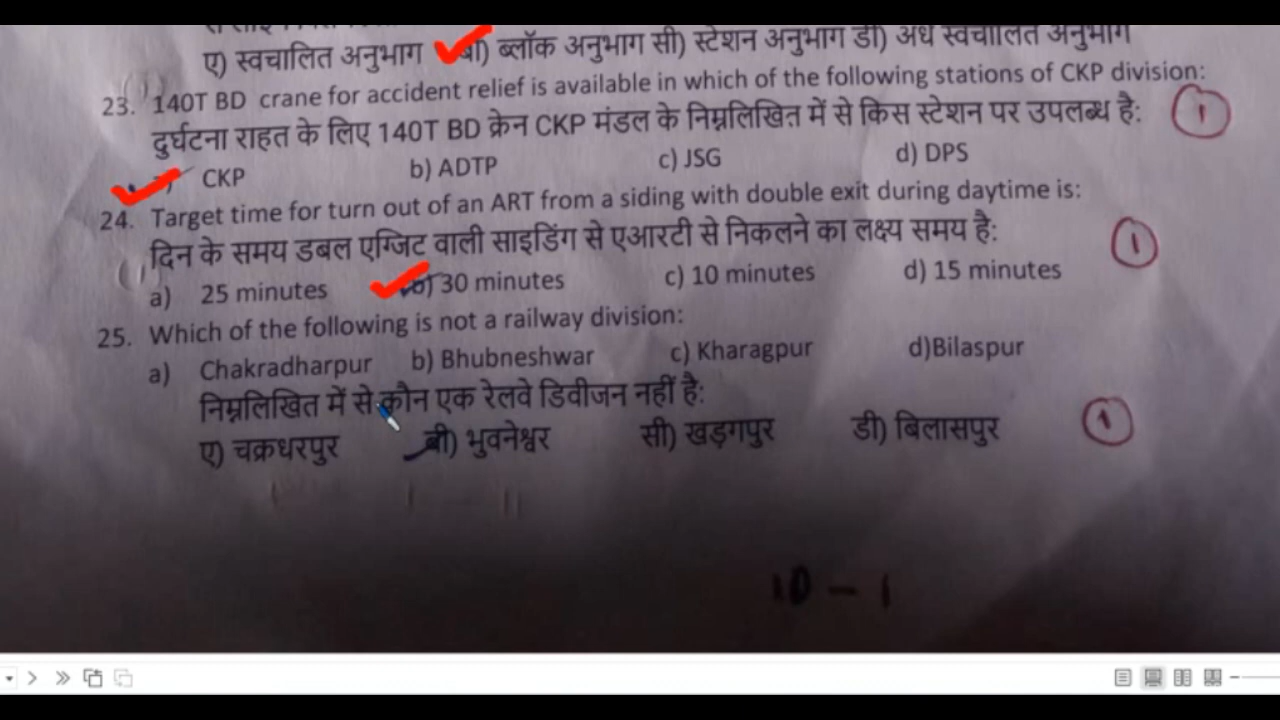 ए) स्वचालित अनुभाग बी) ब्लॉक अनुभाग सी) स्टेशन अनुभाग डी) अर्ध स्वचालित अनुभाग
23. 140T BD crane for accident relief is available in which of the following stations of CKP division:
दुर्घटना राहत के लिए 140T BD क्रेन CKP मंडल के निम्नलिखित में से किस स्टेशन पर उपलब्ध है: 1
CKP b) ADTP c) JSG d) DPS
24. Target time for turn out of an ART from a siding with double exit during daytime is:
दिन के समय डबल एग्जिट वाली साइडिंग से एआरटी से निकलने का लक्ष्य समय है: 1
a) 25 minutes b) 30 minutes c) 10 minutes d) 15 minutes
25. Which of the following is not a railway division:
a) Chakradharpur b) Bhubneshwar c) Kharagpur d)Bilaspur
निम्नलिखित में से कौन एक रेलवे डिवीजन नहीं है:
ए) चक्रधरपुर बी) भुवनेश्वर सी) खड़गपुर डी) बिलासपुर 1
10 - 1